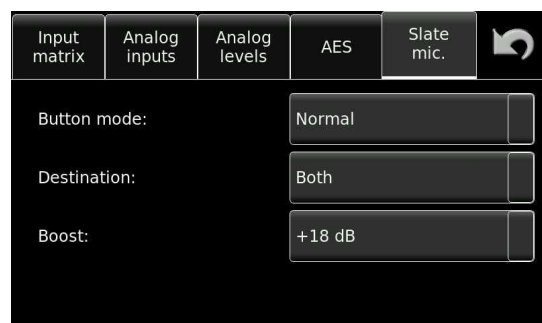 Input matrix
Analog inputs
Analog levels
AES
Slate mic.
Button mode:
Normal
Destination:
Both
Boost:
+18 dB